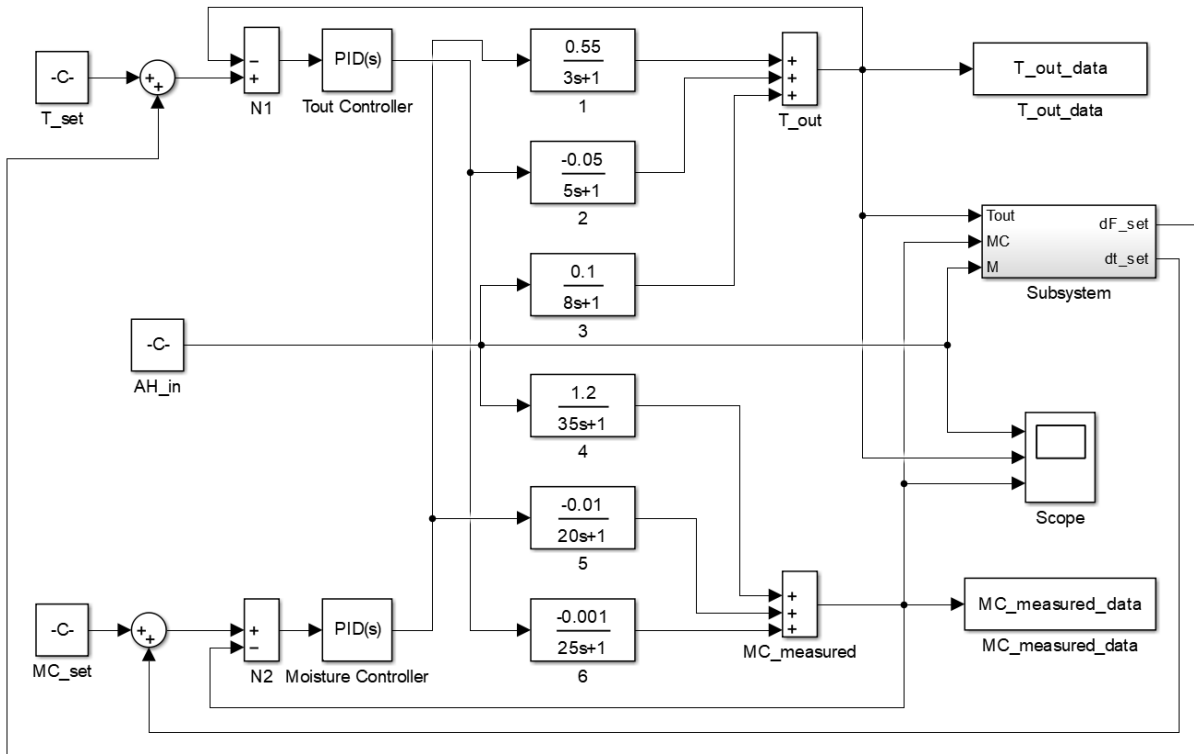 -C-
T_set
+
+
−
+
N1
PID(s)
Tout Controller
0.55
3s+1
1
-0.05
5s+1
2
0.1
8s+1
3
+
+
+
T_out
T_out_data
T_out_data
Tout
MC
M
dF_set
dt_set
Subsystem
-C-
AH_in
1.2
35s+1
4
-0.01
20s+1
5
-0.001
25s+1
6
Scope
-C-
MC_set
+
+
+
−
N2
PID(s)
Moisture Controller
+
+
+
MC_measured
MC_measured_data
MC_measured_data